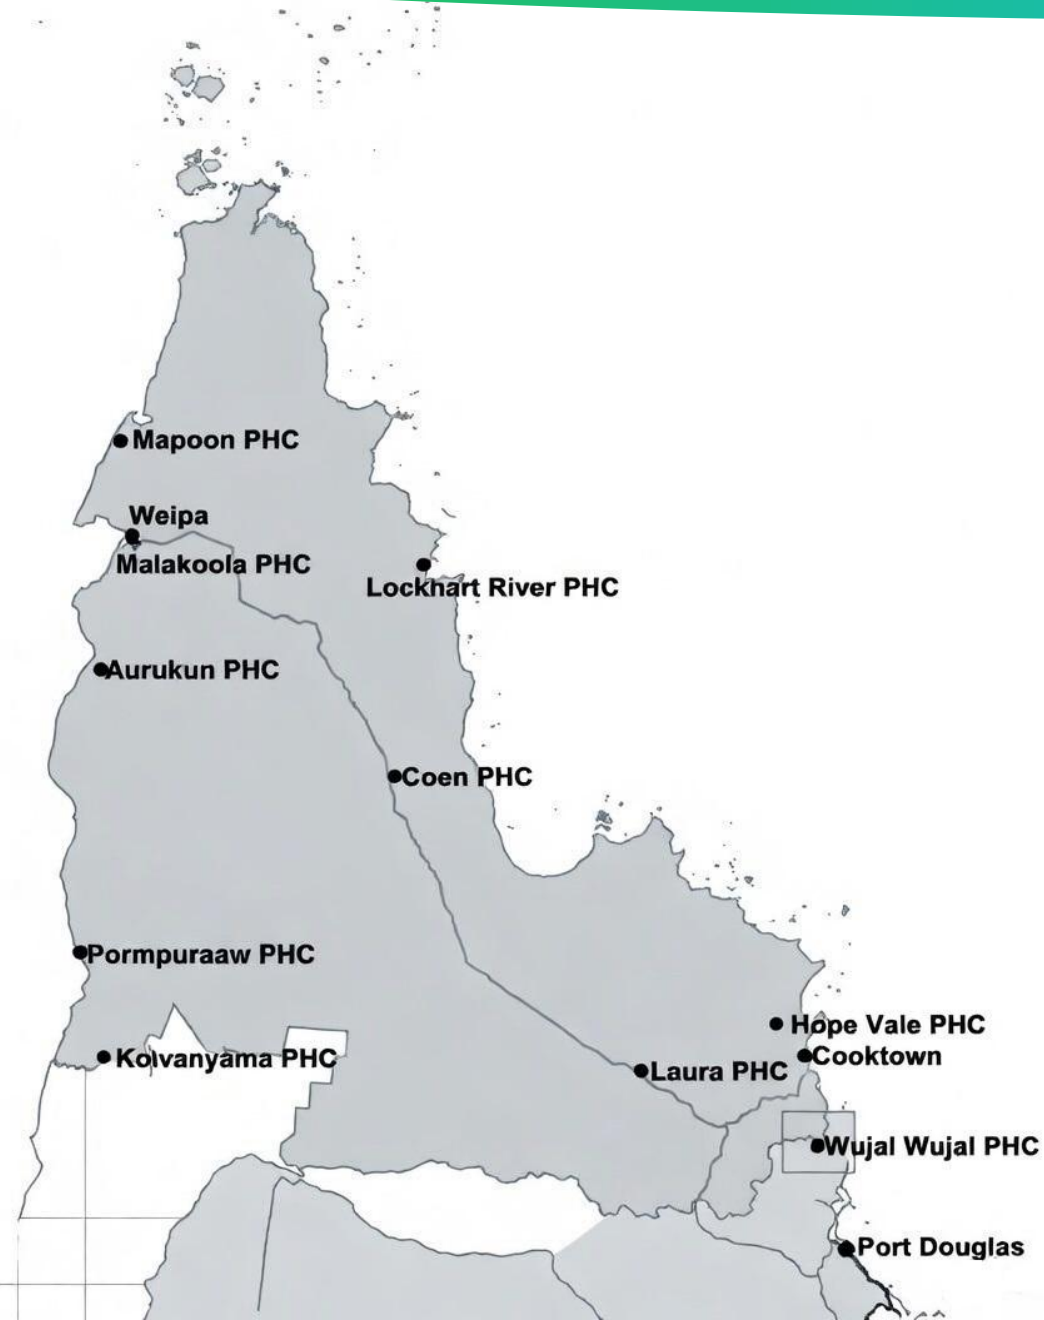 Mapoon PHC
Weipa
Malakoola PHC
Lockhart River PHC
Aurukun PHC
Coen PHC
Pormpuraaw PHC
Hope Vale PHC
Kolvanyama PHC
Cooktown
Laura PHC
Wujal Wujal PHC
Port Douglas